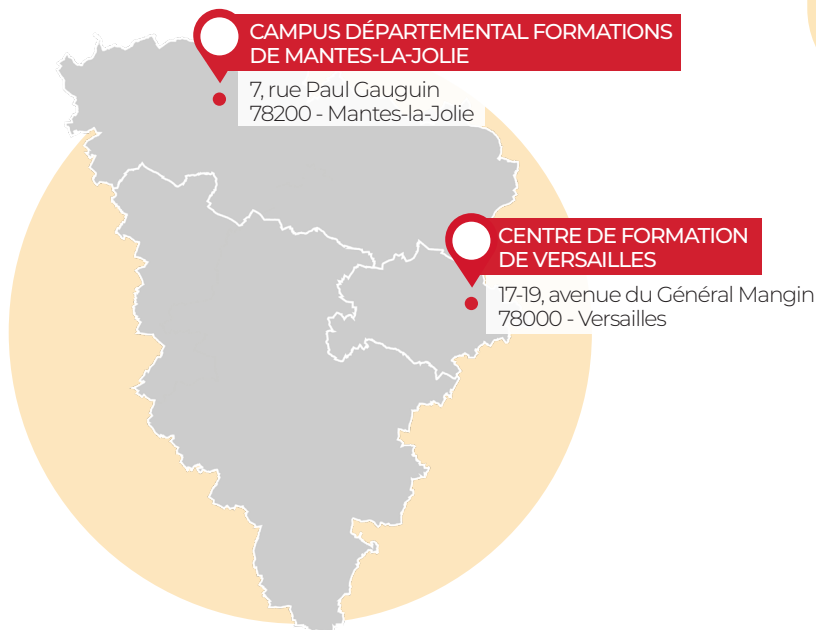 CAMPUS DÉPARTEMENTAL FORMATIONS
DE MANTES-LA-JOLIE
7, rue Paul Gauguin
78200 - Mantes-la-Jolie
CENTRE DE FORMATION
DE VERSAILLES
17-19, avenue du Général Mangin
78000 - Versailles